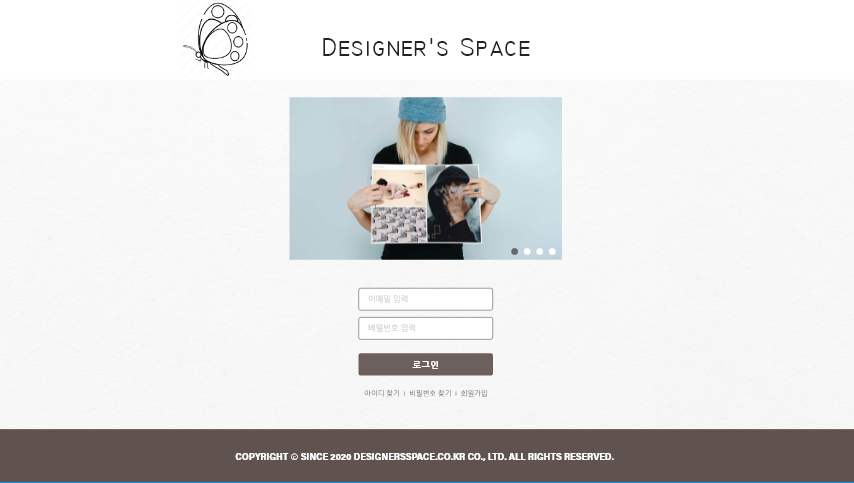 DESIGNER'S SPACE
이메일 입력
비밀번호 입력
로그인
아이디 찾기 | 비밀번호 찾기 | 회원가입
COPYRIGHT © SINCE 2020 DESIGNERSSPACE.CO.KR CO., LTD. ALL RIGHTS RESERVED.